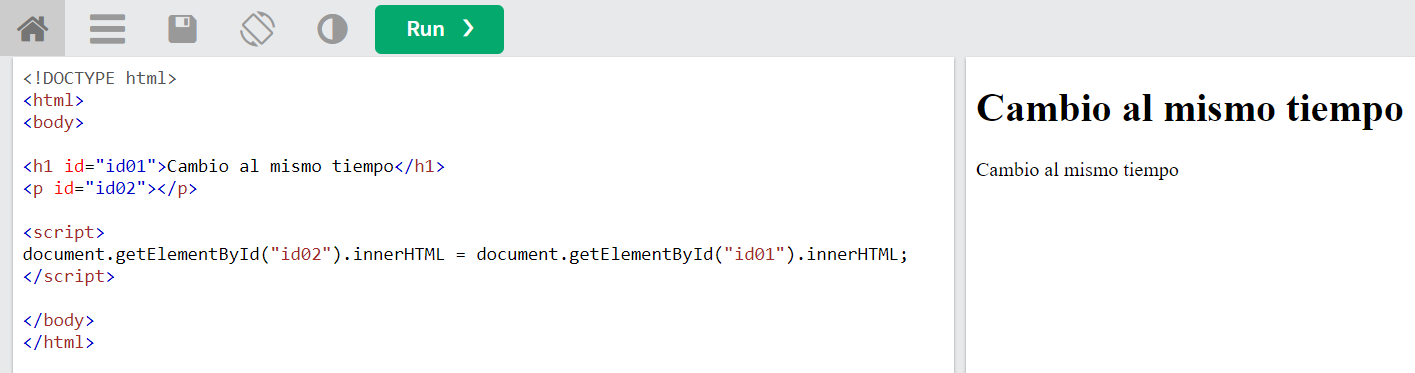 Run ❯
<!DOCTYPE html>
<html>
<body>
<h1 id="id01">Cambio al mismo tiempo</h1>
<p id="id02"></p>
<script>
document.getElementById("id02").innerHTML = document.getElementById("id01").innerHTML;
</script>
</body>
</html>
Cambio al mismo tiempo
Cambio al mismo tiempo